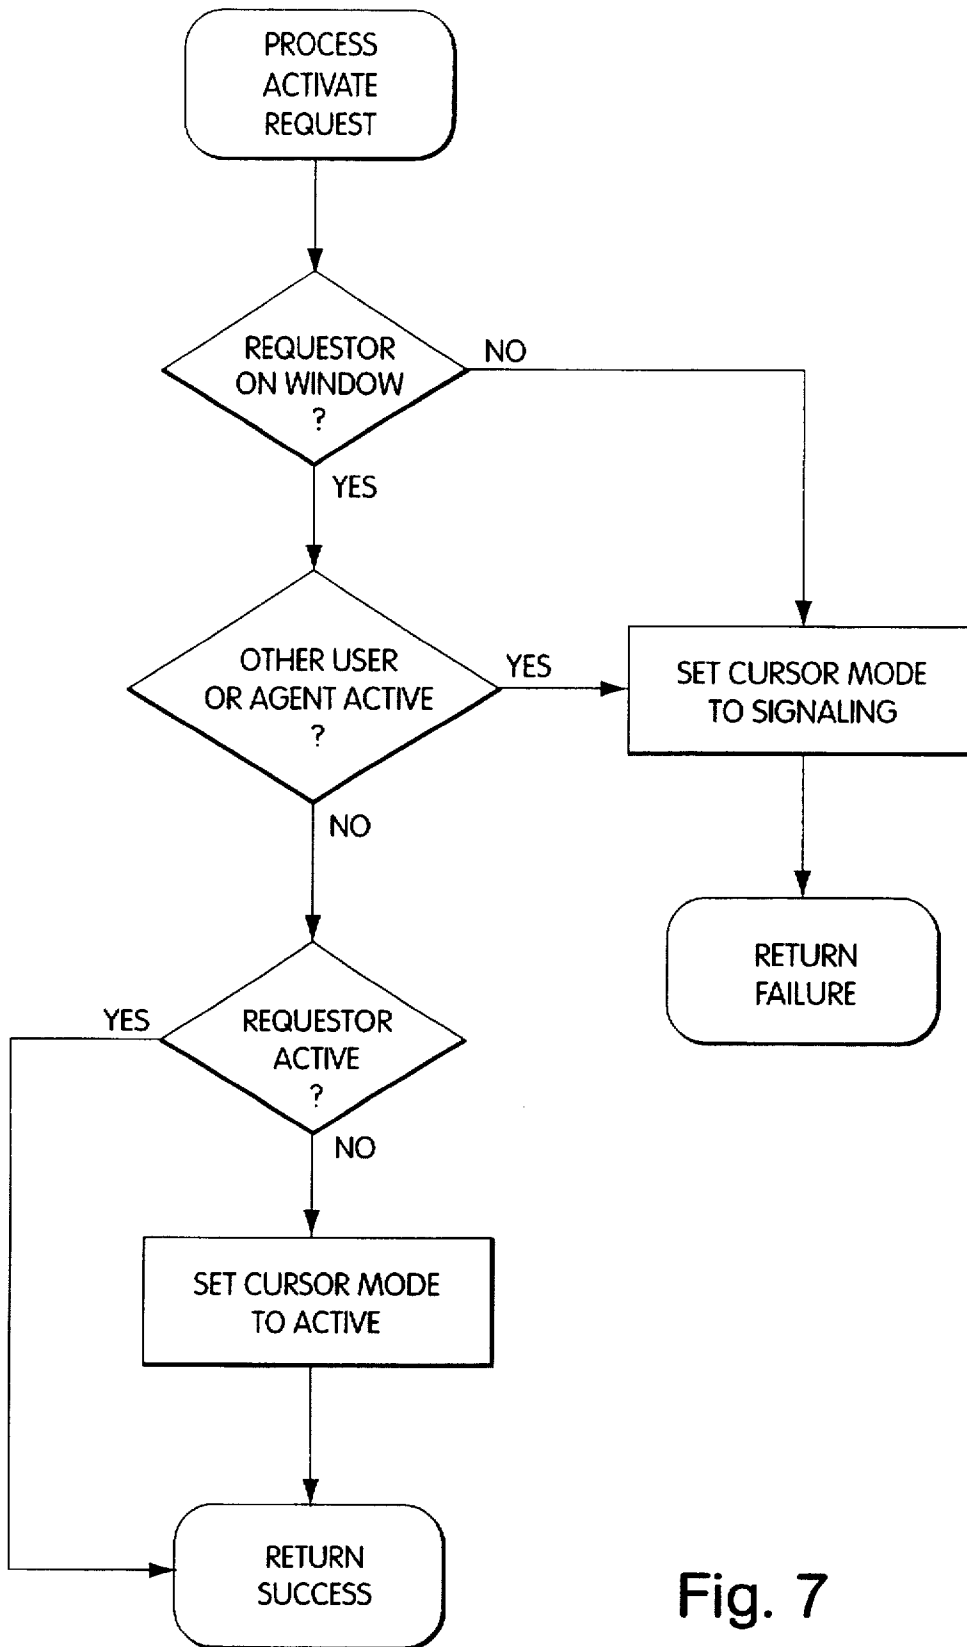 PROCESS
ACTIVATE
REQUEST
REQUESTOR
ON WINDOW
?
NO
YES
OTHER USER
OR AGENT ACTIVE
?
YES
SET CURSOR MODE
TO SIGNALING
NO
RETURN
FAILURE
YES
REQUESTOR
ACTIVE
?
NO
SET CURSOR MODE
TO ACTIVE
RETURN
SUCCESS
Fig. 7